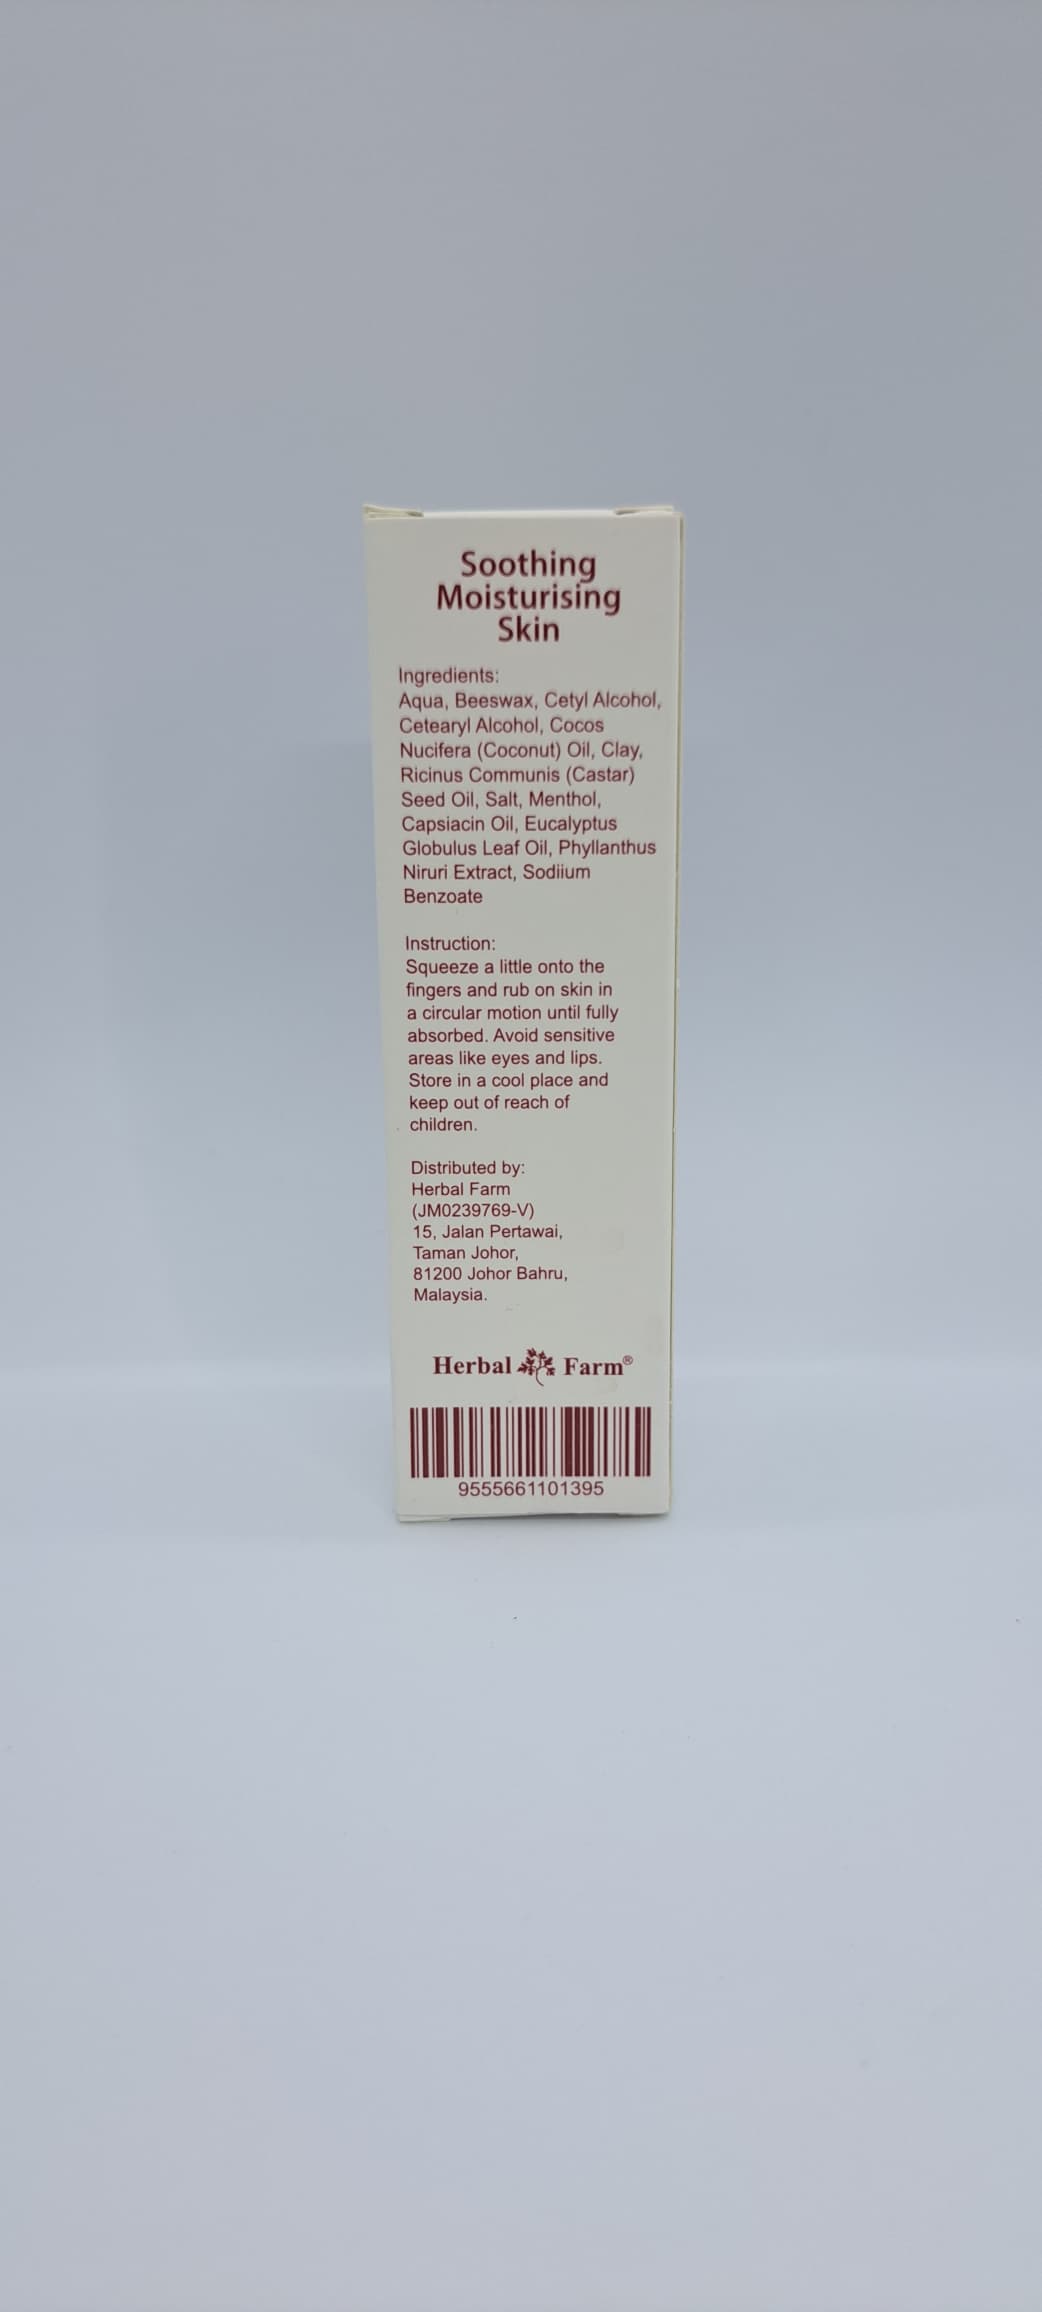 Soothing
Moisturising
Skin
Ingredients:
Aqua, Beeswax, Cetyl Alcohol,
Cetearyl Alcohol, Cocos
Nucifera (Coconut) Oil, Clay,
Ricinus Communis (Castar)
Seed Oil, Salt, Menthol,
Capsiacin Oil, Eucalyptus
Globulus Leaf Oil, Phyllanthus
Niruri Extract, Sodiium
Benzoate
Instruction:
Squeeze a little onto the
fingers and rub on skin in
a circular motion until fully
absorbed. Avoid sensitive
areas like eyes and lips.
Store in a cool place and
keep out of reach of
children.
Distributed by:
Herbal Farm
(JM0239769-V)
15, Jalan Pertawai,
Taman Johor,
81200 Johor Bahru,
Malaysia.
Herbal Farm®
9555661101395